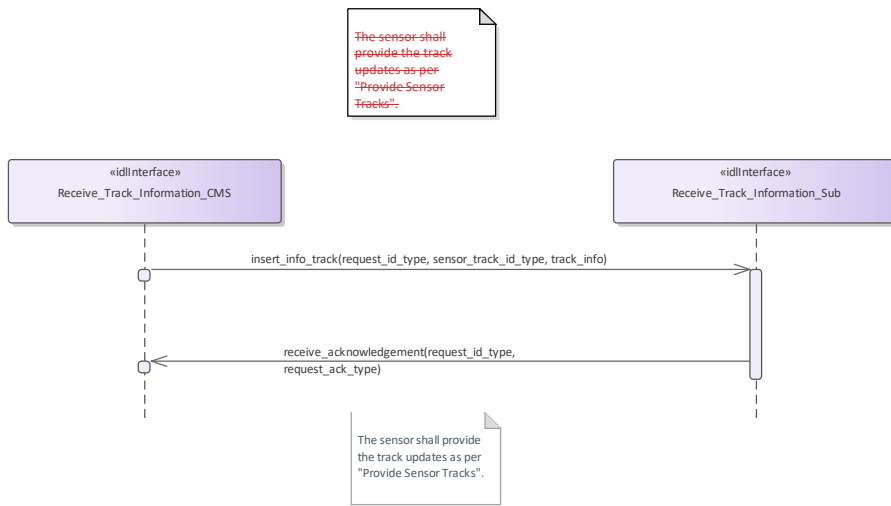 The sensor shall
provide the track
updates as per
"Provide Sensor
Tracks".
«idlInterface»
Receive_Track_Information_CMS
«idlInterface»
Receive_Track_Information_Sub
insert_info_track(request_id_type, sensor_track_id_type, track_info)
receive_acknowledgement(request_id_type,
request_ack_type)
The sensor shall provide
the track updates as per
"Provide Sensor Tracks".